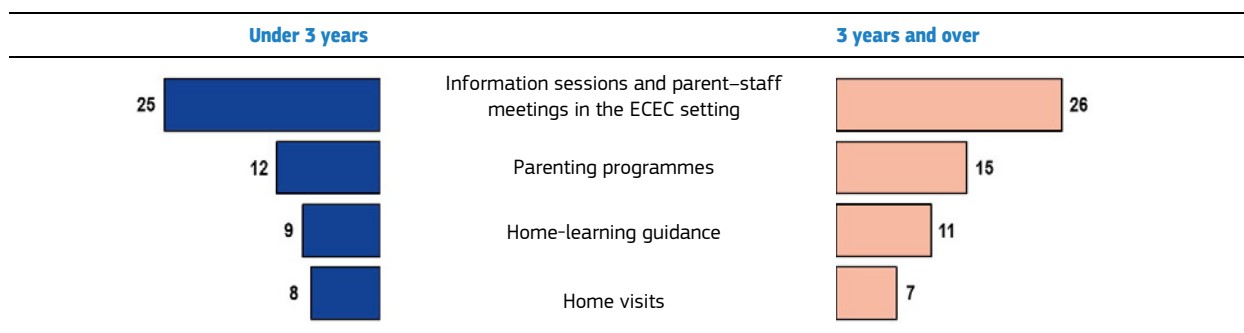 Under 3 years
3 years and over
25
Information sessions and parent–staff
meetings in the ECEC setting
26
12
Parenting programmes
15
9
Home-learning guidance
11
8
Home visits
7